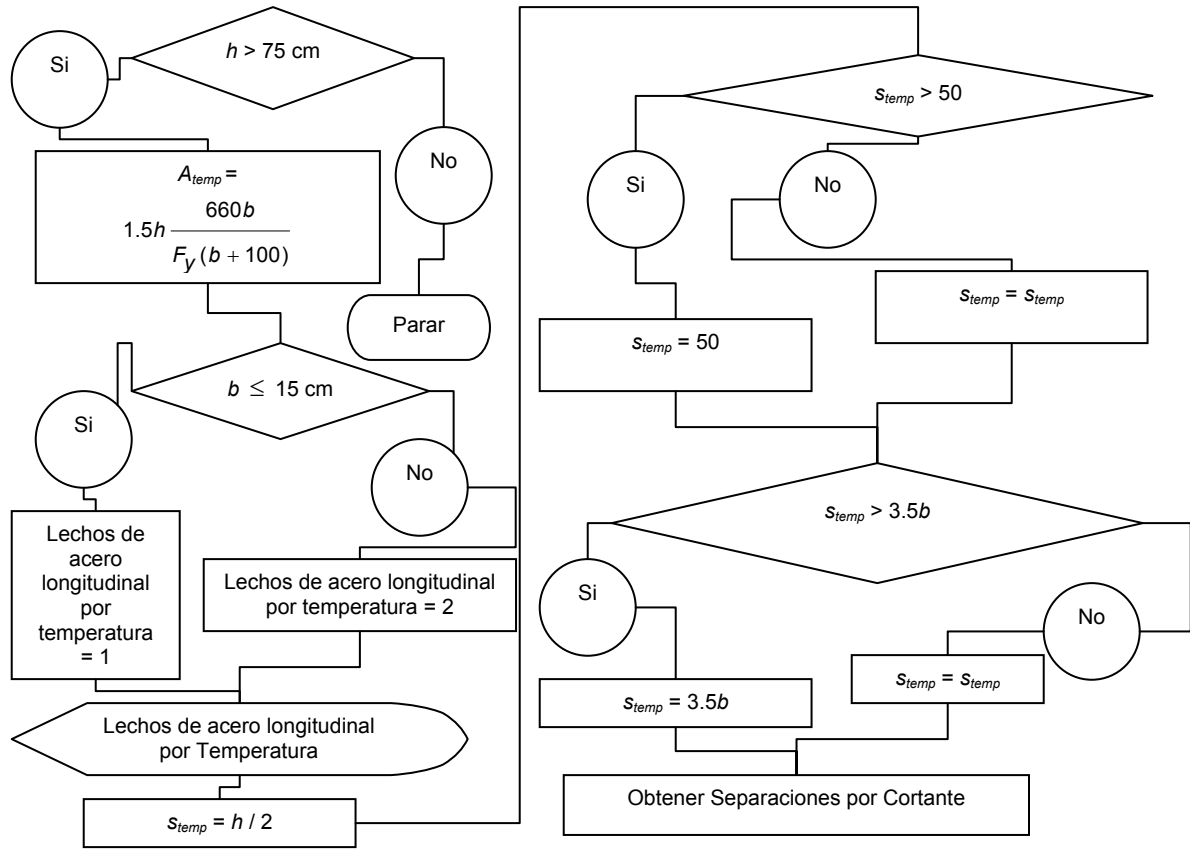 h > 75 cm
Si
No
A_temp =
1.5h 660b / F_y (b + 100)
Parar
b ≤ 15 cm
Si
No
Lechos de
acero
longitudinal
por
temperatura
= 1
Lechos de acero longitudinal
por temperatura = 2
Lechos de acero longitudinal
por Temperatura
s_temp = h / 2
s_temp > 50
Si
No
s_temp = s_temp
s_temp = 50
s_temp > 3.5b
Si
No
s_temp = s_temp
s_temp = 3.5b
Obtener Separaciones por Cortante